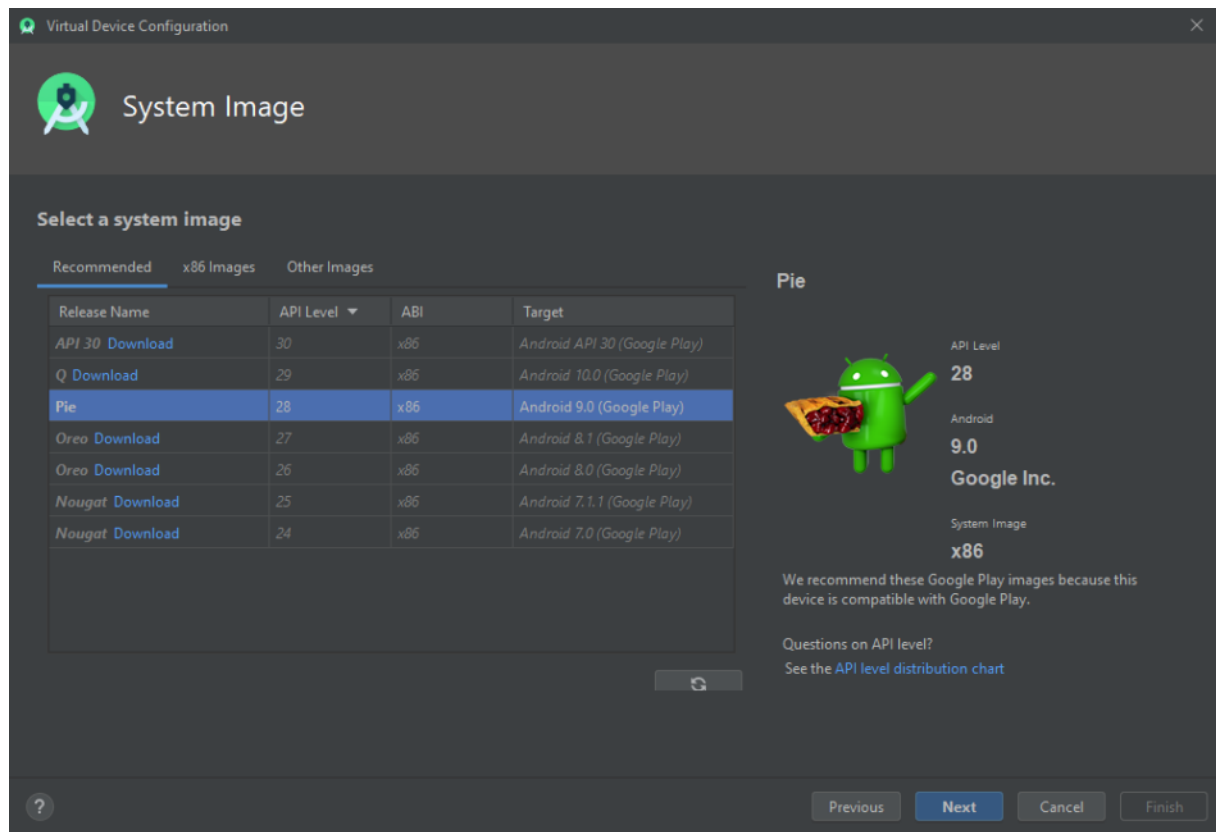 Virtual Device Configuration
System Image
Select a system image
Recommended x86 Images Other Images
Release Name API Level ABI Target
API 30 Download 30 x86 Android API 30 (Google Play)
Q Download 29 x86 Android 10.0 (Google Play)
Pie 28 x86 Android 9.0 (Google Play)
Oreo Download 27 x86 Android 8.1 (Google Play)
Oreo Download 26 x86 Android 8.0 (Google Play)
Nougat Download 25 x86 Android 7.1.1 (Google Play)
Nougat Download 24 x86 Android 7.0 (Google Play)
Pie
API Level
28
Android
9.0
Google Inc.
System Image
x86
We recommend these Google Play images because this
device is compatible with Google Play.
Questions on API level?
See the API level distribution chart
? Previous Next Cancel Finish